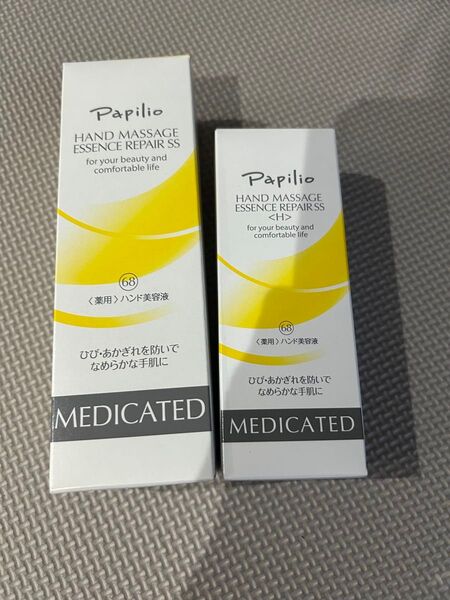 Papilio
HAND MASSAGE
ESSENCE REPAIR SS
for your beauty and
comfortable life
68
〈薬用〉ハンド美容液
ひび・あかぎれを防いで
なめらかな手肌に
MEDICATED
Papilio
HAND MASSAGE
ESSENCE REPAIR SS
<H>
for your beauty and
comfortable life
68
〈薬用〉ハンド美容液
ひび・あかぎれを防いで
なめらかな手肌に
MEDICATED